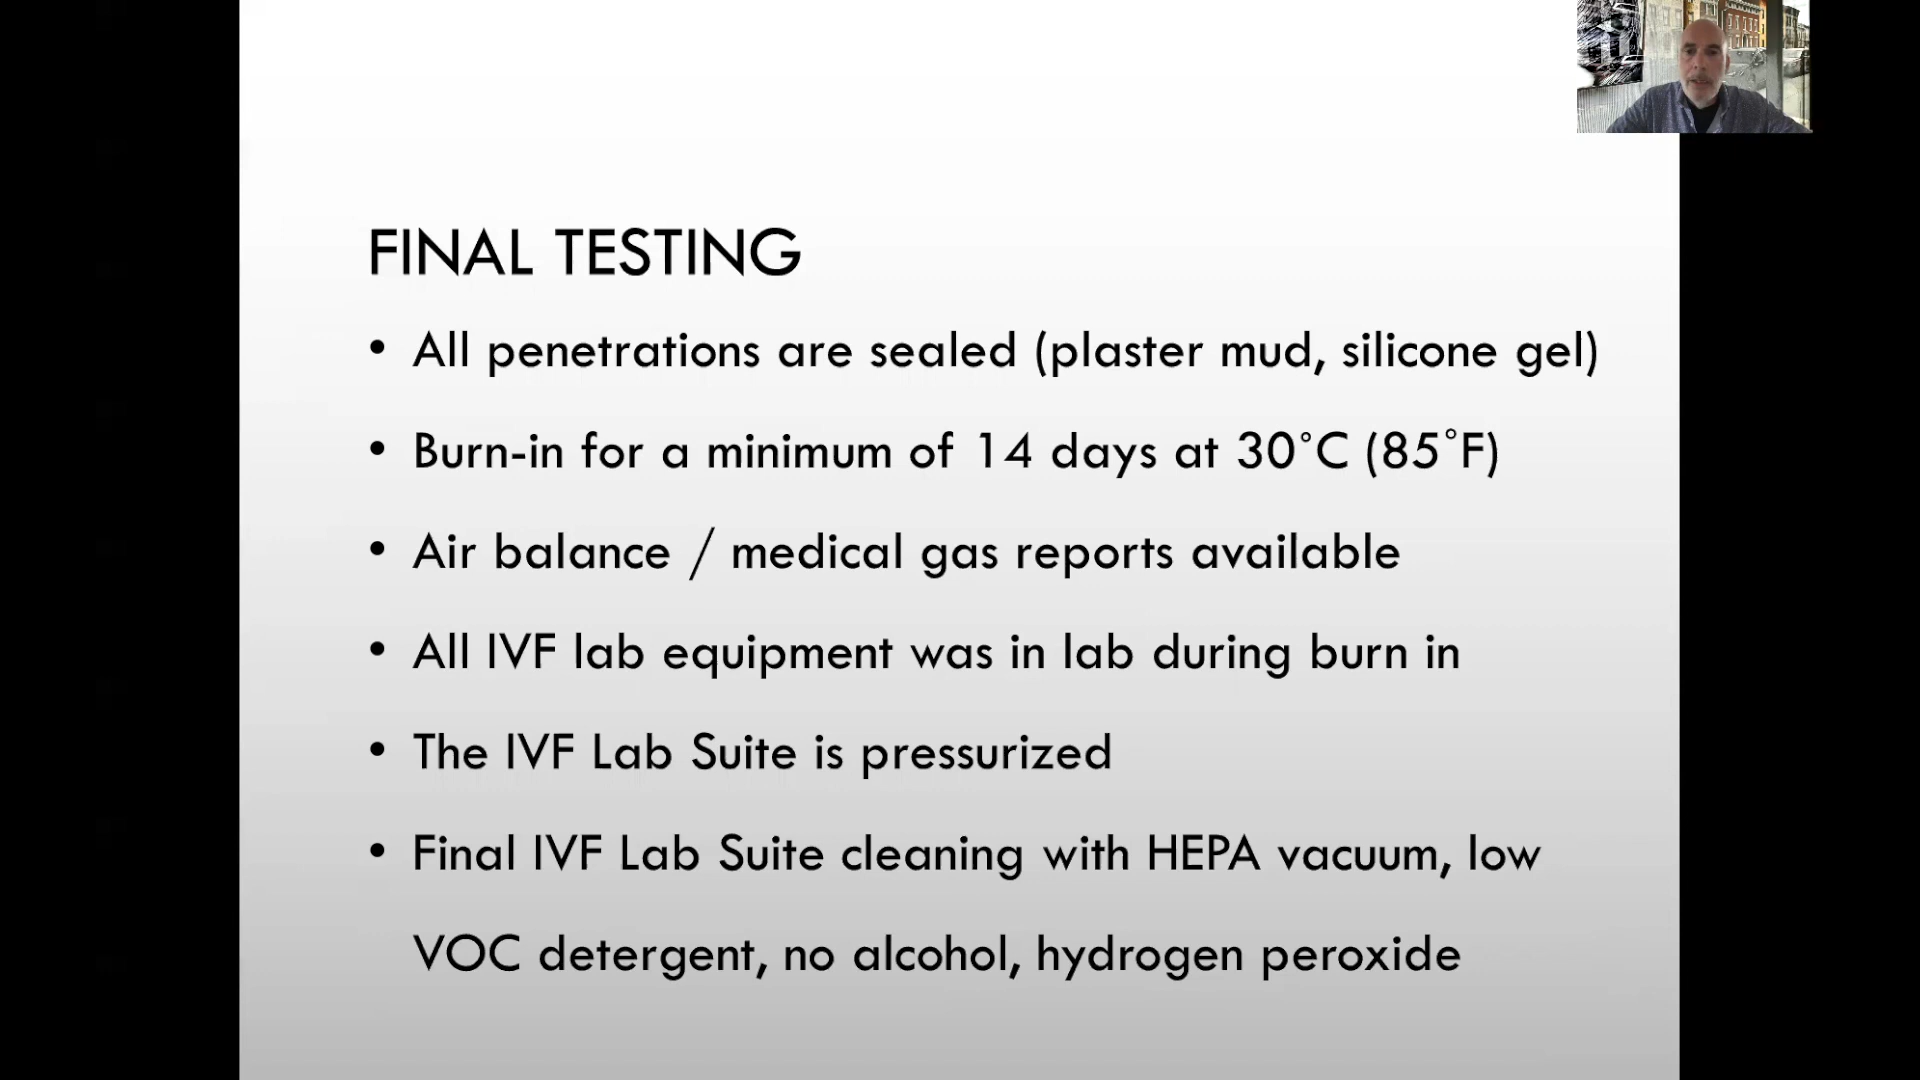 FINAL TESTING
• All penetrations are sealed (plaster mud, silicone gel)
• Burn-in for a minimum of 14 days at 30°C (85°F)
• Air balance / medical gas reports available
• All IVF lab equipment was in lab during burn in
• The IVF Lab Suite is pressurized
• Final IVF Lab Suite cleaning with HEPA vacuum, low
VOC detergent, no alcohol, hydrogen peroxide